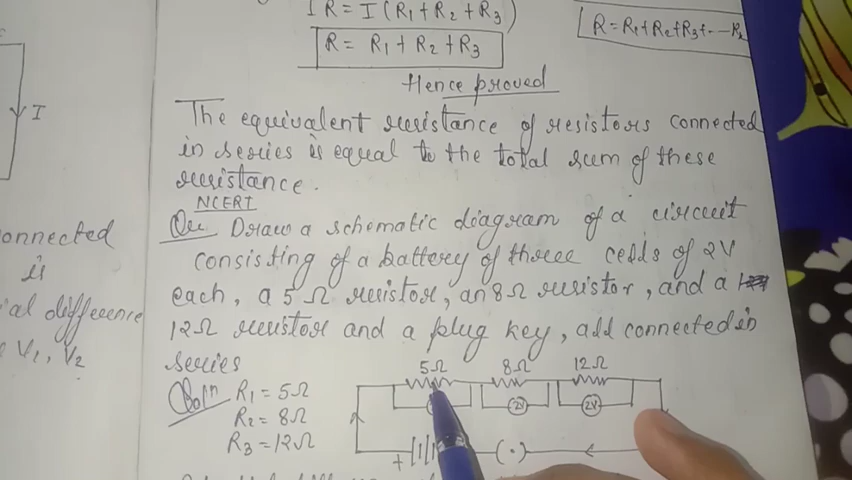 I R = I (R1+R2+R3)
R = R1+R2+R3
R=R1+R2+R3+--
Hence proved
I
The equivalent resistance of resistors connected
in series is equal to the total sum of these
resistance.
NCERT
Que. Draw a schematic diagram of a circuit
consisting of a battery of three cells of 2V
each, a 5Ω resistor, an 8Ω resistor, and a
12Ω resistor and a plug key, all connected in
series
onnected
is
al difference
V1, V2
Soln R1 = 5Ω
R2 = 8Ω
R3 = 12Ω
5Ω 8Ω 12Ω
2V 2V
+